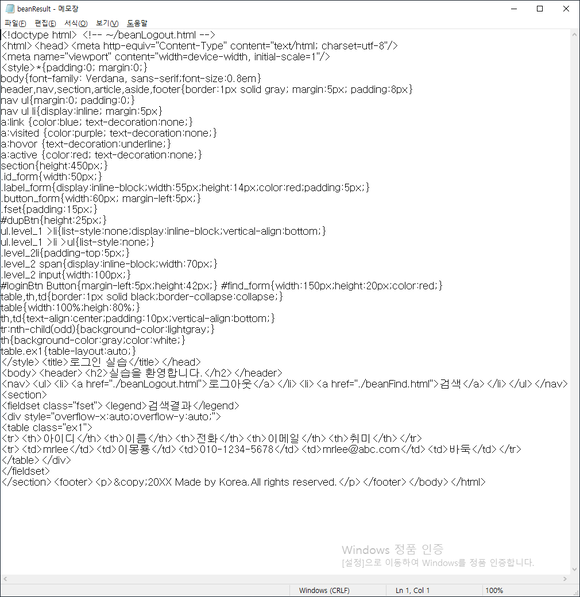 beanResult - 메모장
파일(F) 편집(E) 서식(O) 보기(V) 도움말
<!doctype html> <!-- ~/beanLogout.html -->
<html><head><meta http-equiv="Content-Type" content="text/html; charset=utf-8"/>
<meta name="viewport" content="width=device-width, initial-scale=1"/>
<style>*{padding:0; margin:0;}
body{font-family: Verdana, sans-serif;font-size:0.8em}
header,nav,section,article,aside,footer{border:1px solid gray; margin:5px; padding:8px}
nav ul{margin:0; padding:0;}
nav ul li{display:inline; margin:5px}
a:link {color:blue; text-decoration:none;}
a:visited {color:purple; text-decoration:none;}
a:hovor {text-decoration:underline;}
a:active {color:red; text-decoration:none;}
section{height:450px;}
.id_form{width:50px;}
.label_form{display:inline-block;width:55px;height:14px;color:red;padding:5px;}
.button_form{width:60px; margin-left:5px;}
.fset{padding:15px;}
#dupBtn{height:25px;}
ul.level_1 >li{list-style:none;display:inline-block;vertical-align:bottom;}
ul.level_1 >li >ul{list-style:none;}
.level_2li{padding-top:5px;}
.level_2 span{display:inline-block;width:70px;}
.level_2 input{width:100px;}
#loginBtn Button{margin-left:5px;height:42px;} #find_form{width:150px;height:20px;color:red;}
table,th,td{border:1px solid black;border-collapse:collapse;}
table{width:100%;heigh:80%;}
th,td{text-align:center;padding:10px;vertical-align:bottom;}
tr:nth-child(odd){background-color:lightgray;}
th{background-color:gray;color:white;}
table.ex1{table-layout:auto;}
</style><title>로그인 실습</title></head>
<body><header><h2>실습을 환영합니다.</h2></header>
<nav><ul><li><a href="./beanLogout.html">로그아웃</a></li><li><a href="./beanFind.html">검색</a></li></ul></nav>
<section>
<fieldset class="fset"><legend>검색결과</legend>
<div style="overflow-x:auto;overflow-y:auto;">
<table class="ex1">
<tr><th>아이디</th><th>이름</th><th>전화</th><th>이메일</th><th>취미</th></tr>
<tr><td>mrlee</td><td>이몽룡</td><td>010-1234-5678</td><td>mrlee@abc.com</td><td>바둑</td></tr>
</table></div>
</fieldset>
</section><footer><p>&copy;20XX Made by Korea.All rights reserved.</p></footer></body></html>
Windows 정품 인증
[설정]으로 이동하여 Windows를 정품 인증합니다.
Windows (CRLF) Ln 1, Col 1 100%